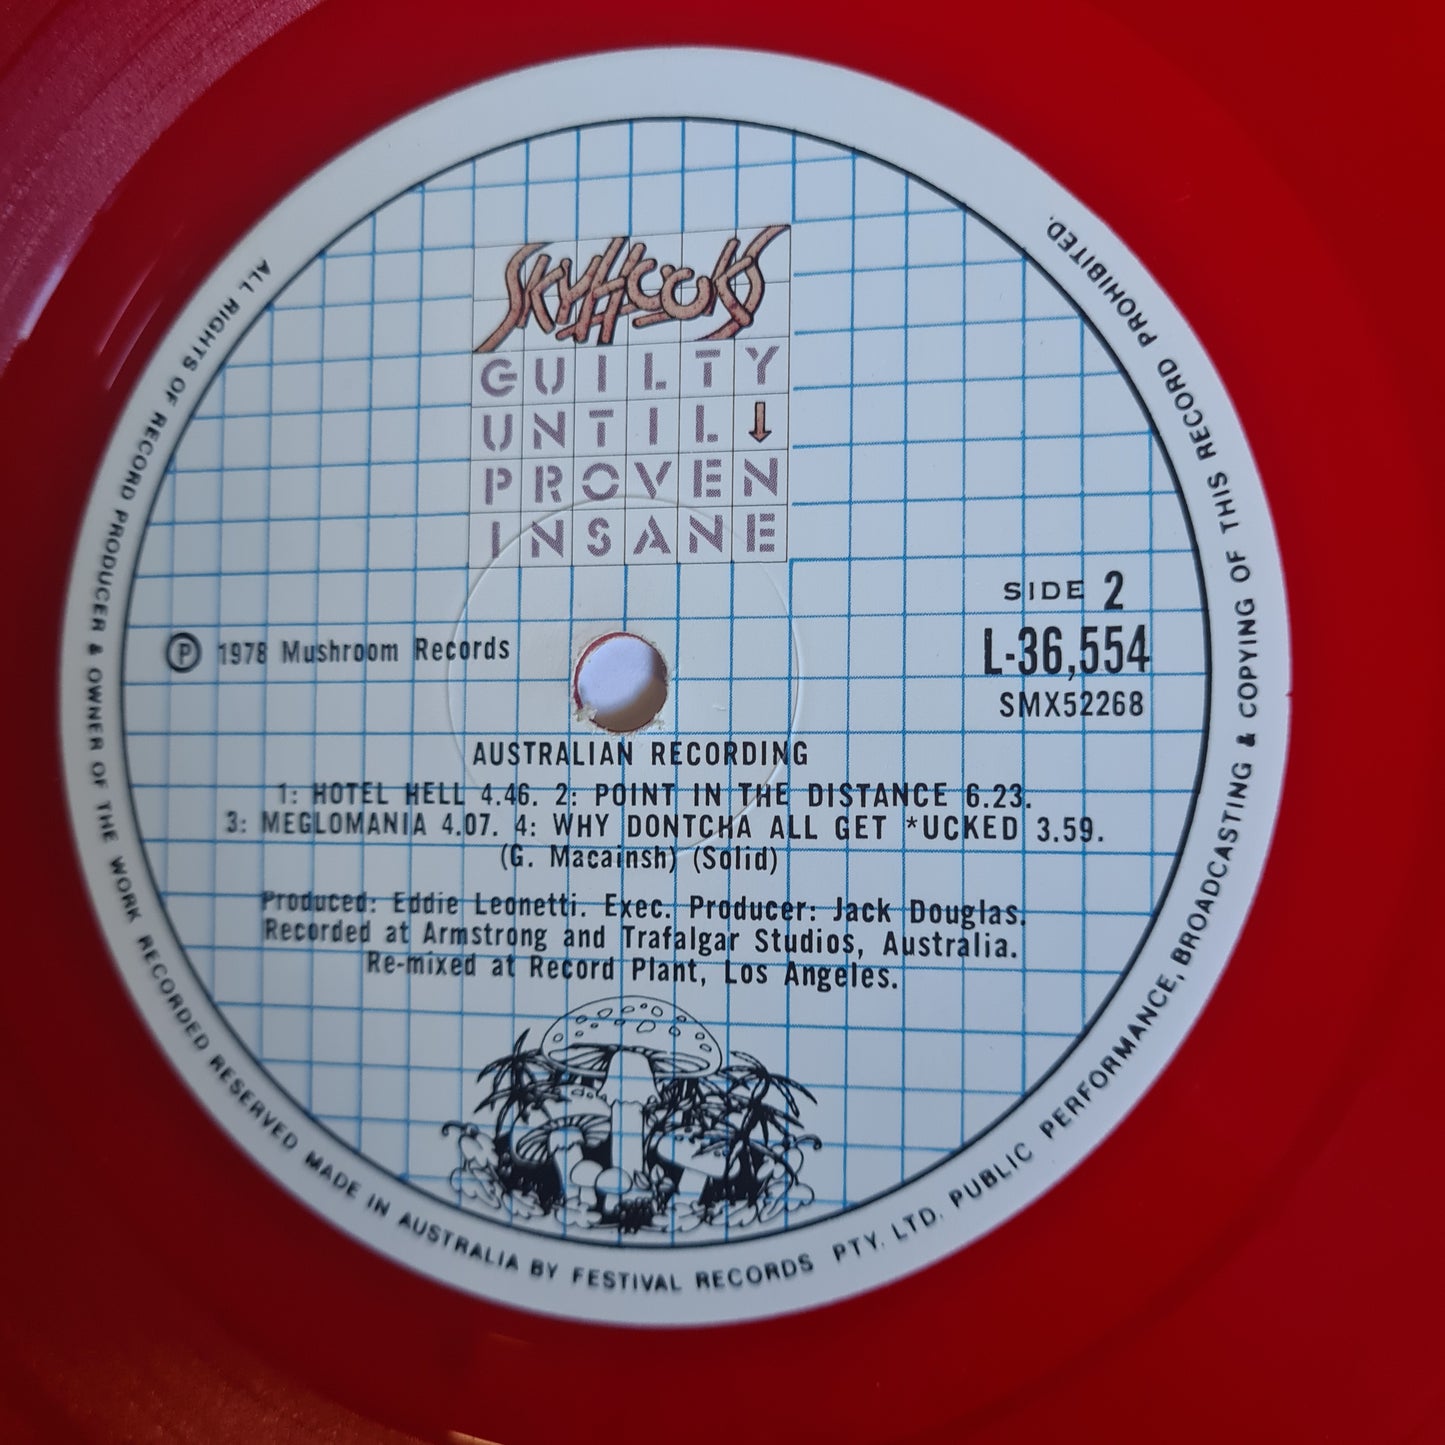 SKYHOOKS
GUILTY
UNTIL ↓
PROVEN
INSANE
SIDE 2
L-36,554
SMX52268
Ⓟ 1978 Mushroom Records
AUSTRALIAN RECORDING
1: HOTEL HELL 4.46. 2: POINT IN THE DISTANCE 6.23.
3: MEGLOMANIA 4.07. 4: WHY DONTCHA ALL GET *UCKED 3.59.
(G. Macainsh) (Solid)
Produced: Eddie Leonetti. Exec. Producer: Jack Douglas.
Recorded at Armstrong and Trafalgar Studios, Australia.
Re-mixed at Record Plant, Los Angeles.
ALL RIGHTS OF RECORD PRODUCER & OWNER OF THE WORK RECORDED RESERVED MADE IN AUSTRALIA BY FESTIVAL RECORDS PTY. LTD. PUBLIC PERFORMANCE, BROADCASTING & COPYING OF THIS RECORD PROHIBITED.